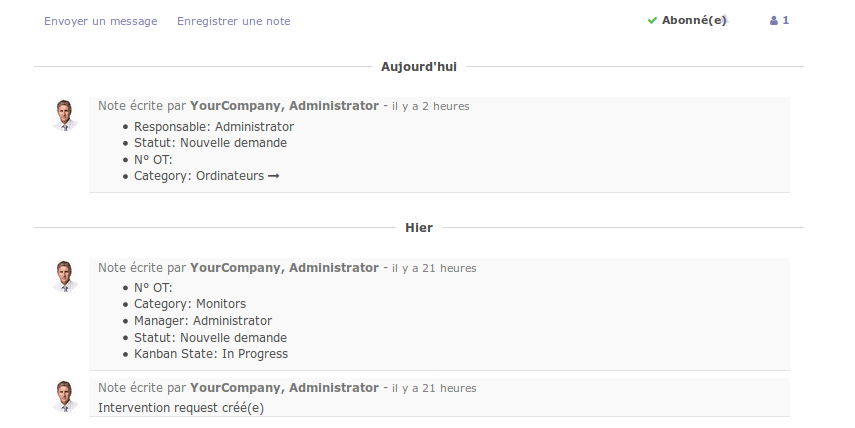 Envoyer un message Enregistrer une note Abonné(e) 1
Aujourd'hui
Note écrite par YourCompany, Administrator - il y a 2 heures
• Responsable: Administrator
• Statut: Nouvelle demande
• N° OT:
• Category: Ordinateurs →
Hier
Note écrite par YourCompany, Administrator - il y a 21 heures
• N° OT:
• Category: Monitors
• Manager: Administrator
• Statut: Nouvelle demande
• Kanban State: In Progress
Note écrite par YourCompany, Administrator - il y a 21 heures
Intervention request créé(e)